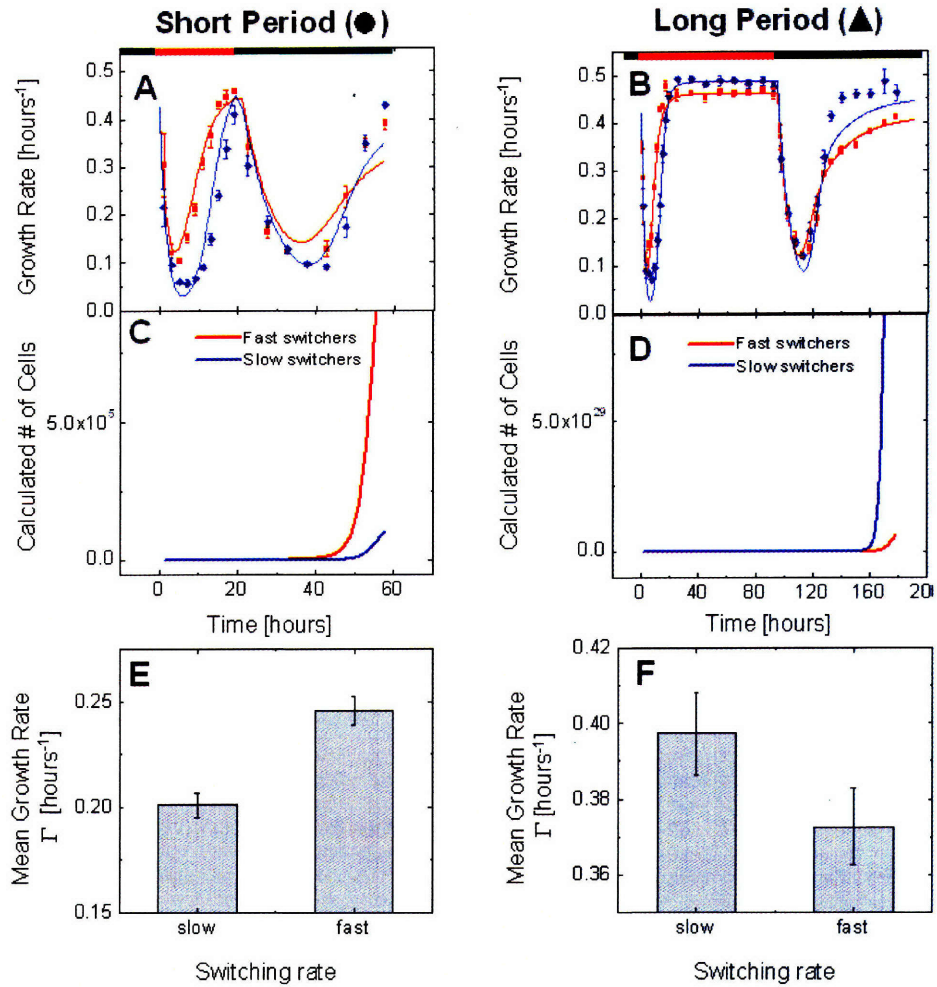 Short Period (●)
Long Period (▲)
A
Growth Rate [hours⁻¹]
0.5
0.4
0.3
0.2
0.1
0.0
B
Growth Rate [hours⁻¹]
0.5
0.4
0.3
0.2
0.1
0.0
C
Fast switchers
Slow switchers
Calculated # of Cells
5.0x10⁵
0.0
0 20 40 60
Time [hours]
D
Fast switchers
Slow switchers
Calculated # of Cells
5.0x10²⁹
0.0
0 40 80 120 160 20
Time [hours]
E
Mean Growth Rate
Γ [hours⁻¹]
0.25
0.20
0.15
slow fast
Switching rate
F
Mean Growth Rate
Γ [hours⁻¹]
0.42
0.40
0.38
0.36
slow fast
Switching rate